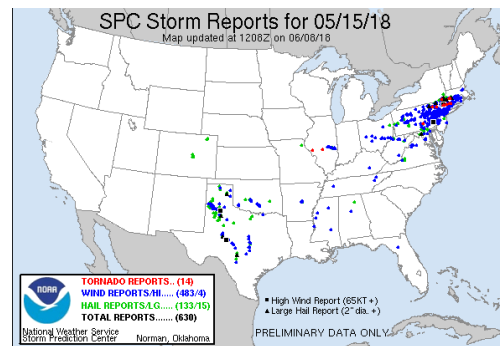 SPC Storm Reports for 05/15/18
Map updated at 1208Z on 06/08/18
NOAA
TORNADO REPORTS.. (14)
WIND REPORTS/HI..... (483/4)
HAIL REPORTS/LG..... (133/15)
TOTAL REPORTS....... (630)
National Weather Service
Storm Prediction Center Norman, Oklahoma
High Wind Report (65KT +)
Large Hail Report (2" dia. +)
PRELIMINARY DATA ONLY